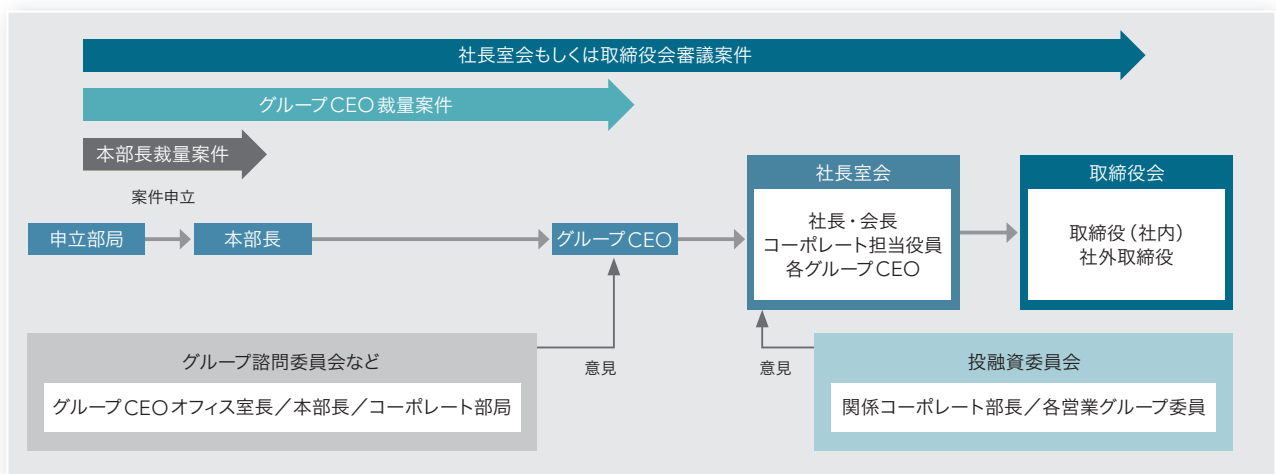 社長室会もしくは取締役会審議案件
グループCEO裁量案件
本部長裁量案件
案件申立
申立部局
本部長
グループCEO
社長室会
社長・会長
コーポレート担当役員
各グループCEO
取締役会
取締役（社内）
社外取締役
グループ諮問委員会など
グループCEOオフィス室長／本部長／コーポレート部局
意見
意見
投融資委員会
関係コーポレート部長／各営業グループ委員